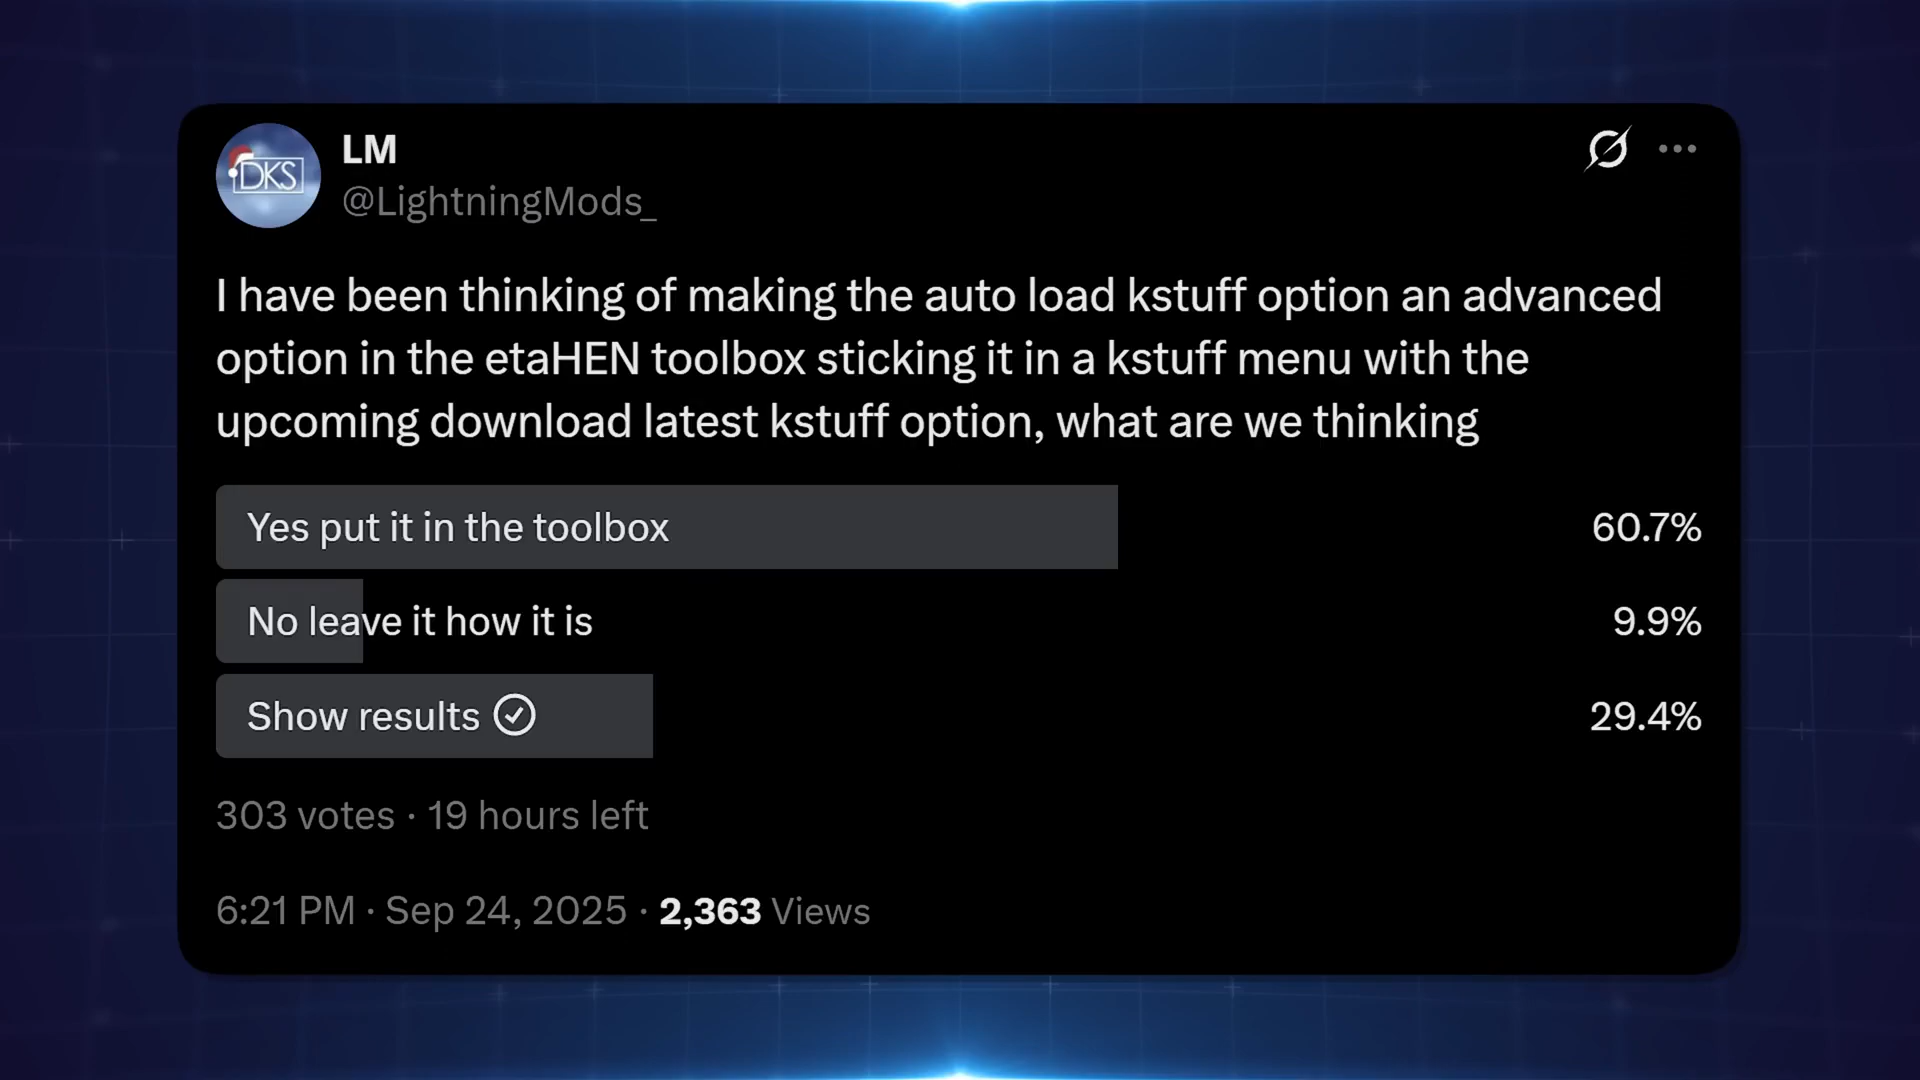 DKS
LM
@LightningMods_
I have been thinking of making the auto load kstuff option an advanced
option in the etaHEN toolbox sticking it in a kstuff menu with the
upcoming download latest kstuff option, what are we thinking
Yes put it in the toolbox 60.7%
No leave it how it is 9.9%
Show results 29.4%
303 votes · 19 hours left
6:21 PM · Sep 24, 2025 · 2,363 Views